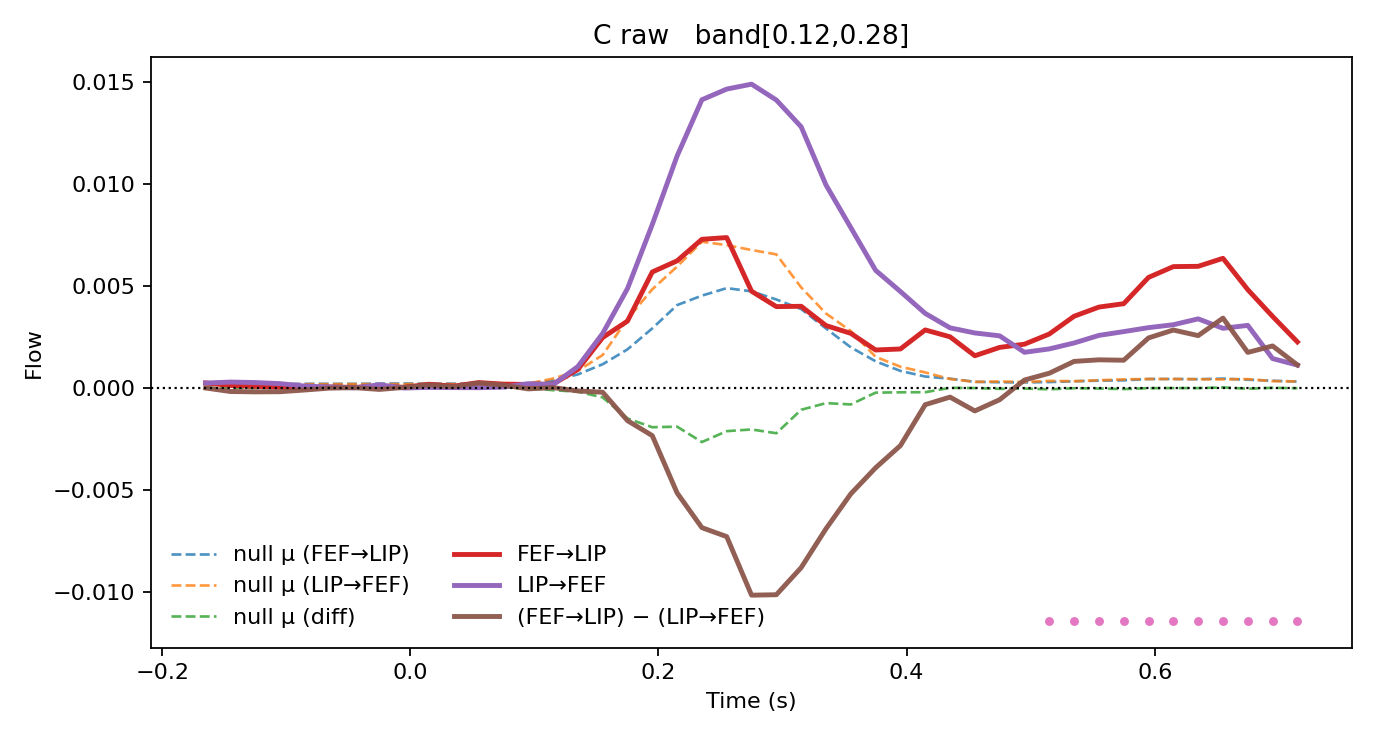 C raw   band[0.12,0.28]
Flow
0.015
0.010
0.005
0.000
−0.005
−0.010
null μ (FEF→LIP)
null μ (LIP→FEF)
null μ (diff)
FEF→LIP
LIP→FEF
(FEF→LIP) − (LIP→FEF)
−0.2
0.0
0.2
0.4
0.6
Time (s)